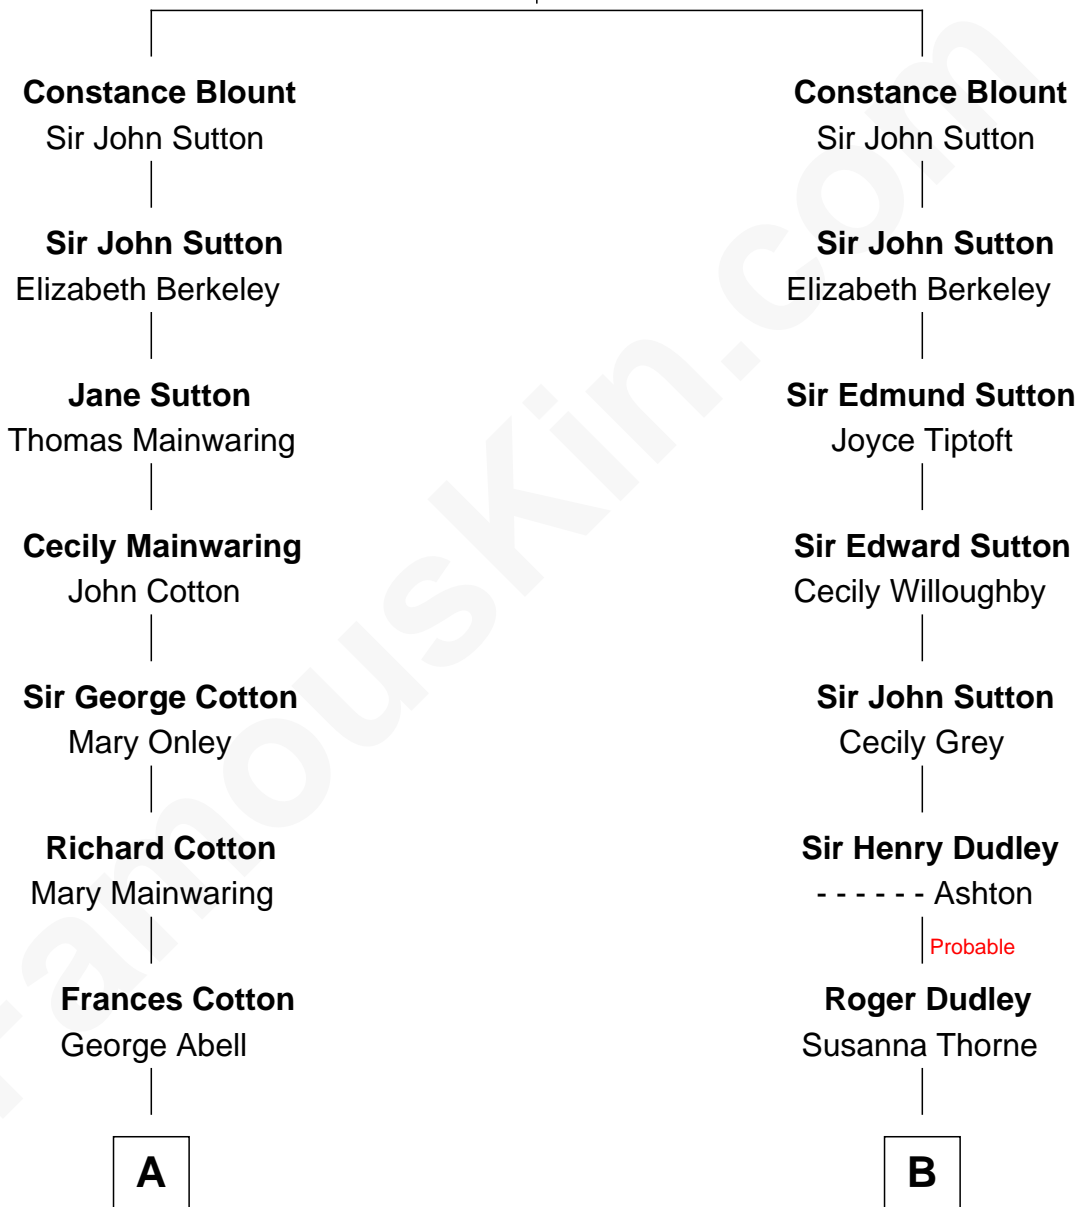 Constance Blount
Sir John Sutton
Sir John Sutton
Elizabeth Berkeley
Jane Sutton
Thomas Mainwaring
Cecily Mainwaring
John Cotton
Sir George Cotton
Mary Onley
Richard Cotton
Mary Mainwaring
Frances Cotton
George Abell
A
Constance Blount
Sir John Sutton
Sir John Sutton
Elizabeth Berkeley
Sir Edmund Sutton
Joyce Tiptoft
Sir Edward Sutton
Cecily Willoughby
Sir John Sutton
Cecily Grey
Sir Henry Dudley
- - - - - - Ashton
Probable
Roger Dudley
Susanna Thorne
B
FamousKin.com